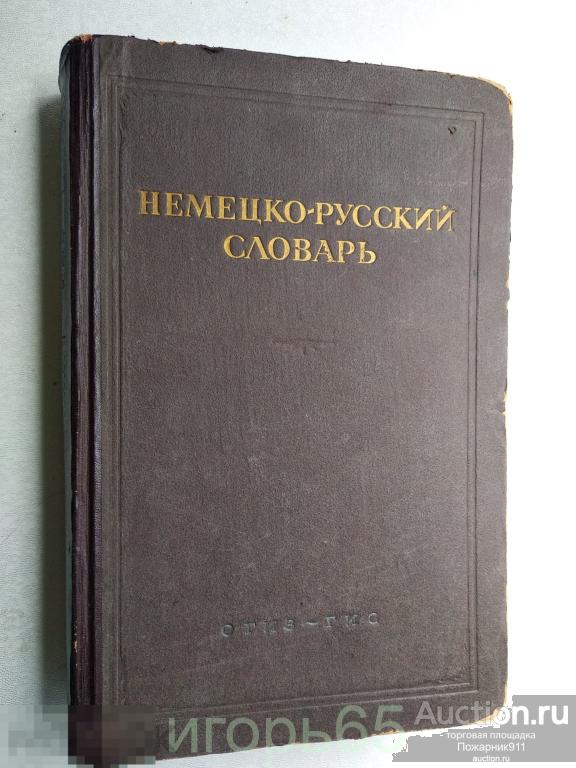 НЕМЕЦКО-РУССКИЙ
СЛОВАРЬ
ОГИЗ-ГИС
игорь65
Auction.ru
торговая площадка
Пожарник911
auction.ru